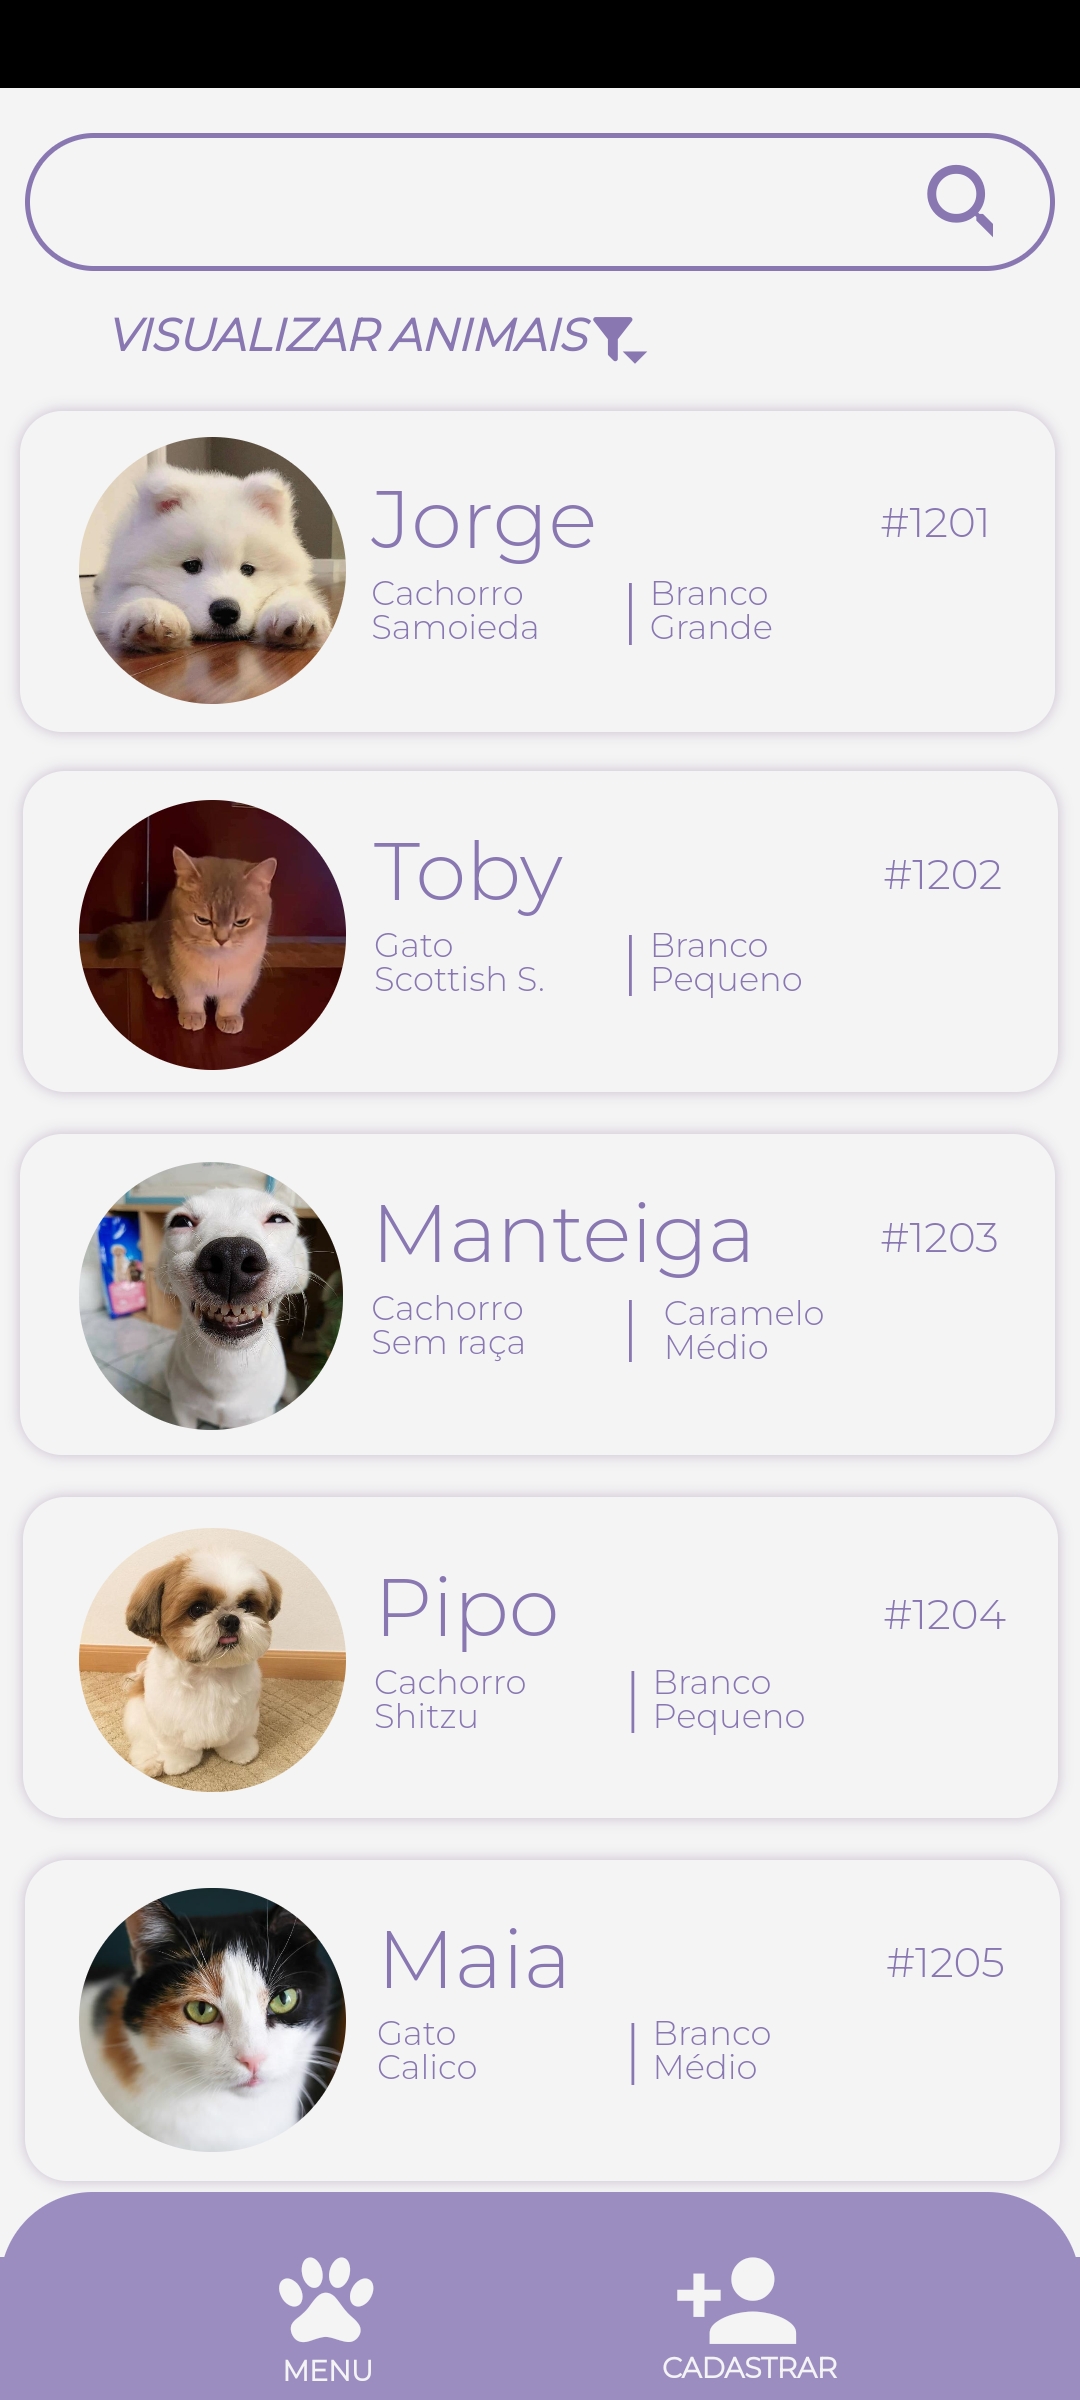 VISUALIZAR ANIMAIS
Jorge
#1201
Cachorro
Samoieda
Branco
Grande
Toby
#1202
Gato
Scottish S.
Branco
Pequeno
Manteiga
#1203
Cachorro
Sem raça
Caramelo
Médio
Pipo
#1204
Cachorro
Shitzu
Branco
Pequeno
Maia
#1205
Gato
Calico
Branco
Médio
MENU
CADASTRAR